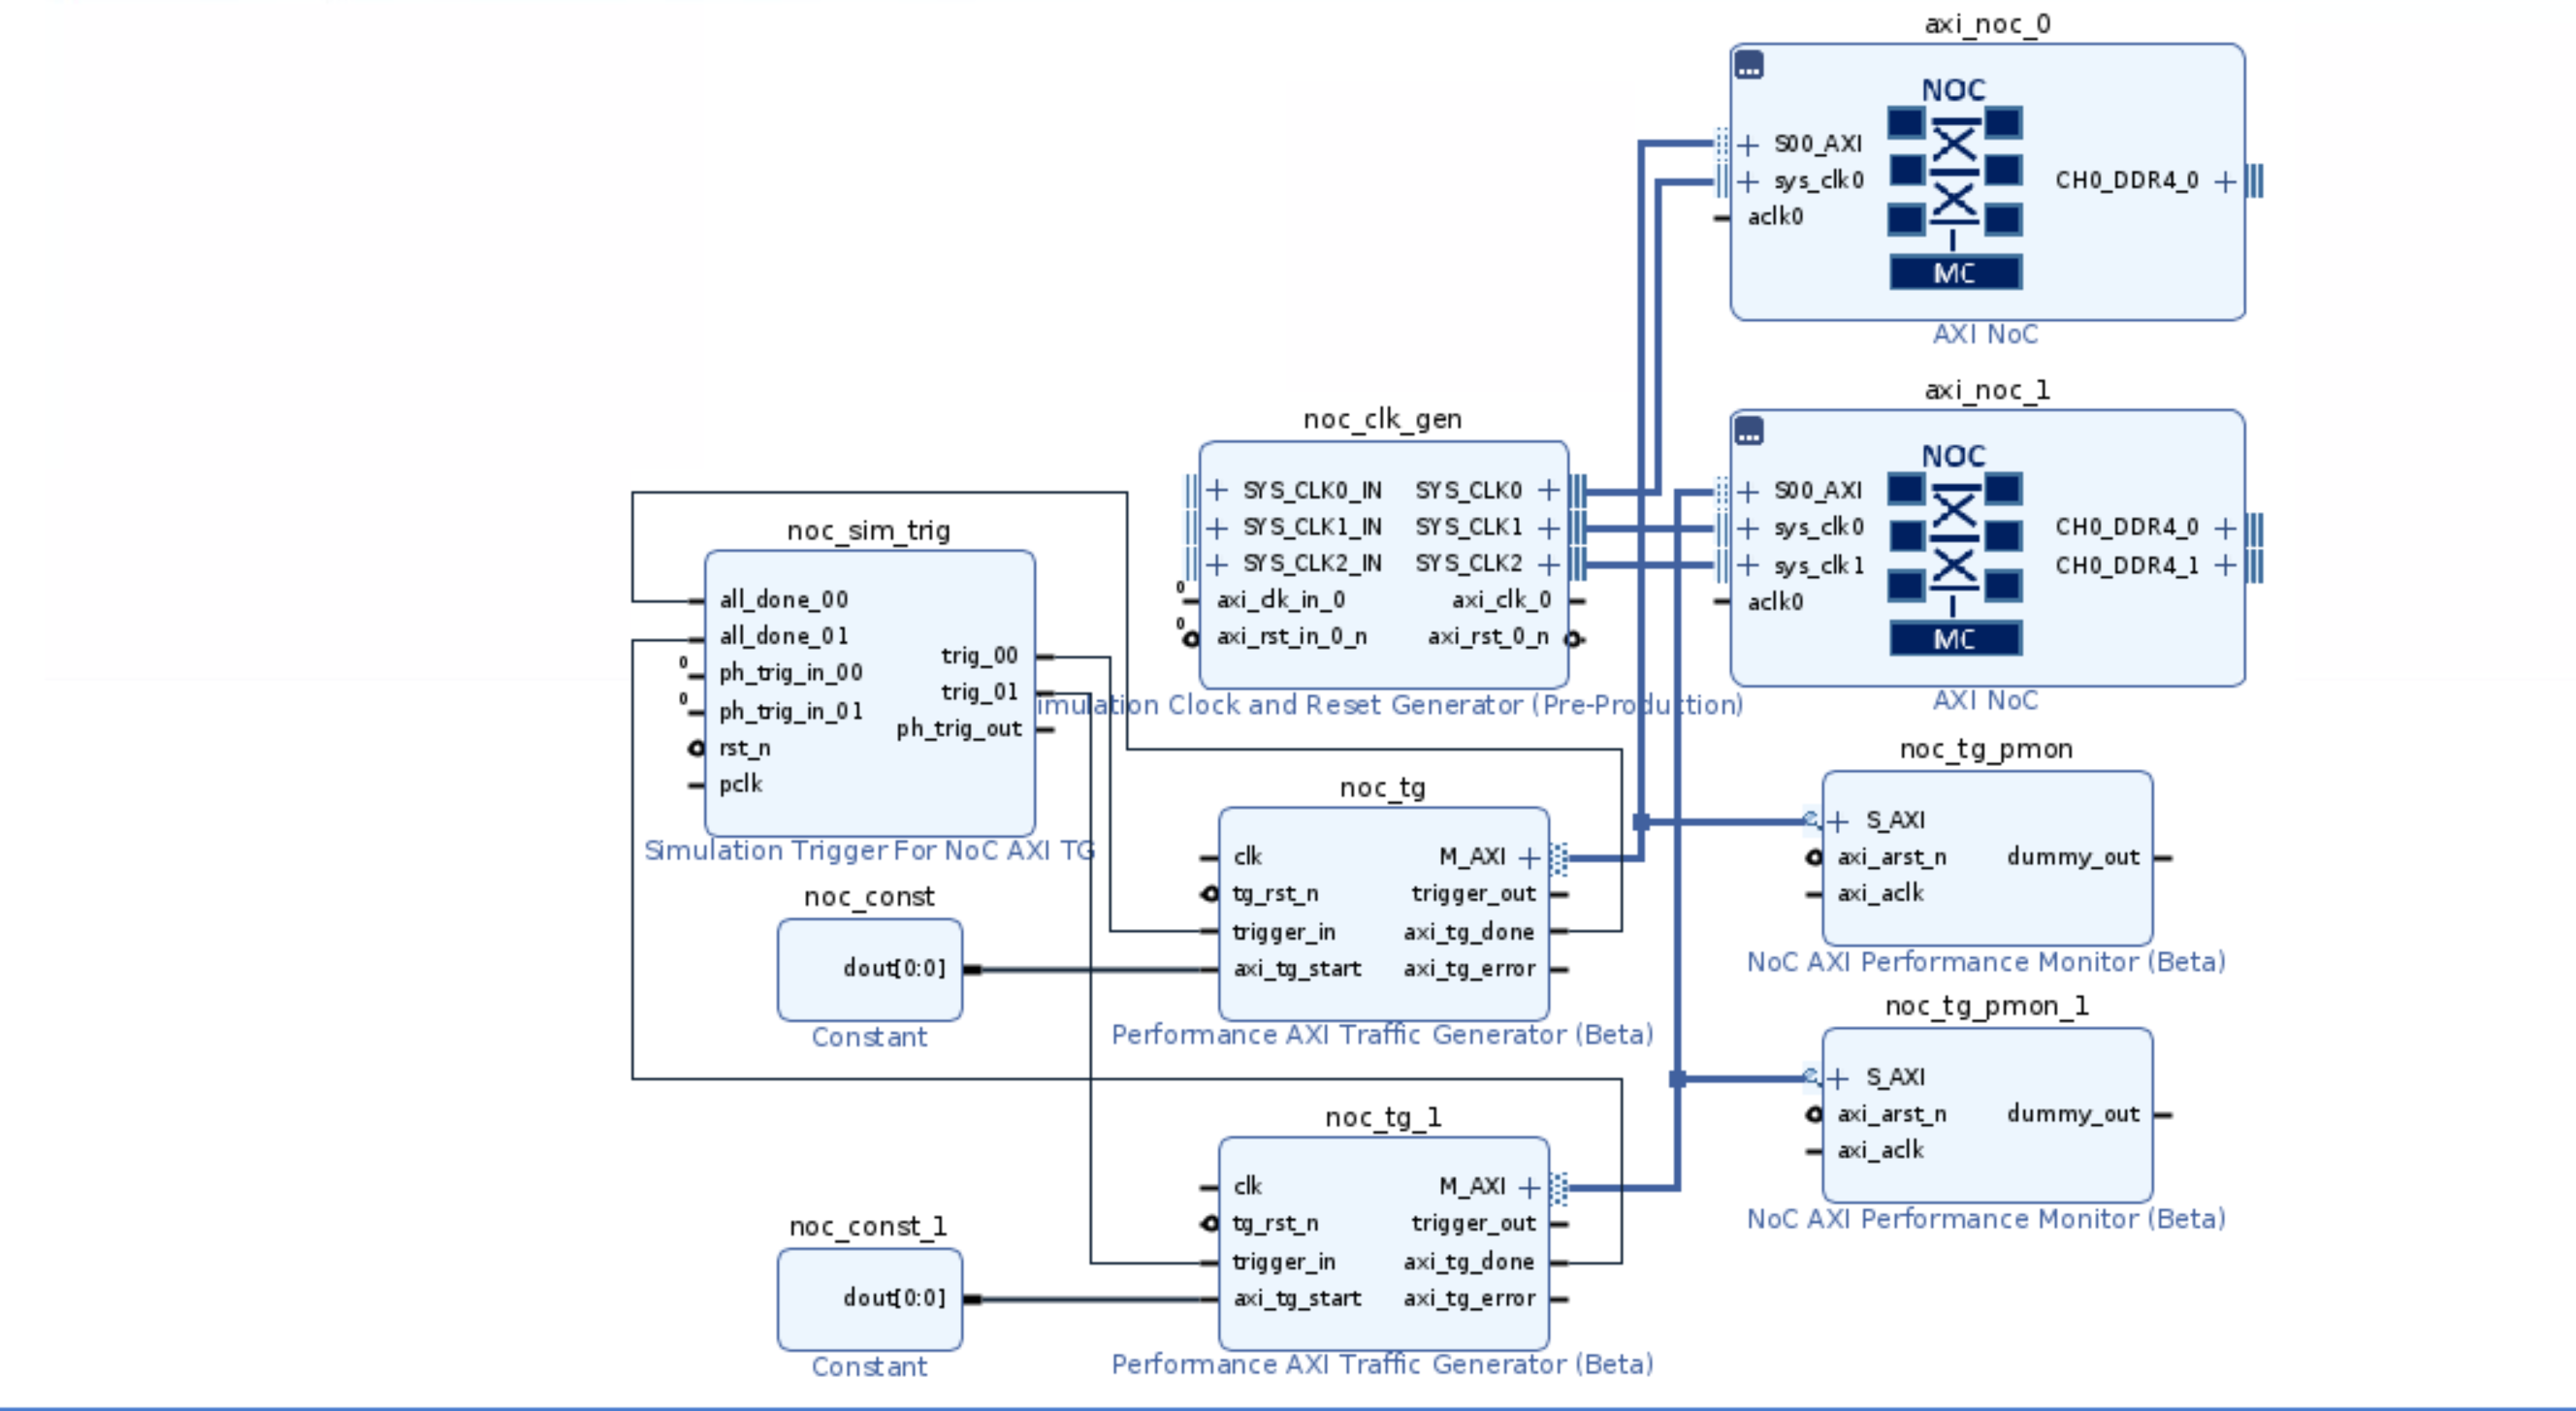 axi_noc_0
NOC
S00_AXI
sys_clk0
aclk0
CH0_DDR4_0
MC
AXI NoC
axi_noc_1
NOC
S00_AXI
sys_clk0
sys_clk1
aclk0
CH0_DDR4_0
CH0_DDR4_1
MC
AXI NoC
noc_clk_gen
SYS_CLK0_IN SYS_CLK0
SYS_CLK1_IN SYS_CLK1
SYS_CLK2_IN SYS_CLK2
0
axi_clk_in_0 axi_clk_0
0
axi_rst_in_0_n axi_rst_0_n
imulation Clock and Reset Generator (Pre-Production)
noc_sim_trig
all_done_00
all_done_01
0
ph_trig_in_00
0
ph_trig_in_01
rst_n
pclk
trig_00
trig_01
ph_trig_out
Simulation Trigger For NoC AXI TG
noc_tg
clk M_AXI
tg_rst_n trigger_out
trigger_in axi_tg_done
axi_tg_start axi_tg_error
Performance AXI Traffic Generator (Beta)
noc_tg_pmon
S_AXI
axi_arst_n dummy_out
axi_aclk
NoC AXI Performance Monitor (Beta)
noc_const
dout[0:0]
Constant
noc_tg_pmon_1
S_AXI
axi_arst_n dummy_out
axi_aclk
NoC AXI Performance Monitor (Beta)
noc_tg_1
clk M_AXI
tg_rst_n trigger_out
trigger_in axi_tg_done
axi_tg_start axi_tg_error
Performance AXI Traffic Generator (Beta)
noc_const_1
dout[0:0]
Constant